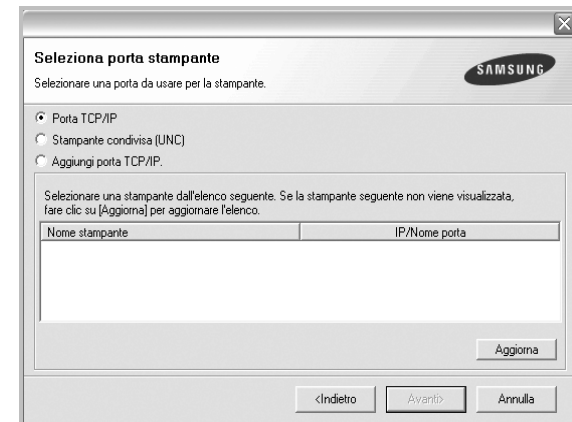 Seleziona porta stampante
SAMSUNG
Selezionare una porta da usare per la stampante.
Porta TCP/IP
Stampante condivisa (UNC)
Aggiungi porta TCP/IP.
Selezionare una stampante dall'elenco seguente. Se la stampante seguente non viene visualizzata,
fare clic su [Aggiorna] per aggiornare l'elenco.
Nome stampante IP/Nome porta
Aggiorna
<Indietro Avanti> Annulla